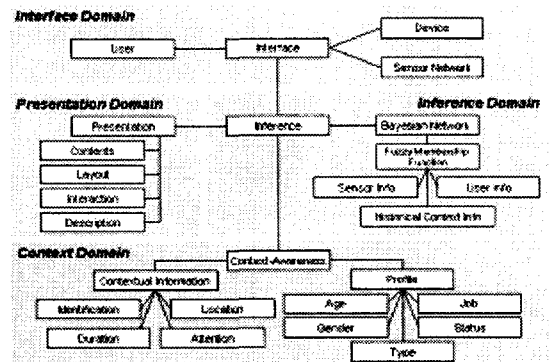 Interface Domain
Device
User
Interface
Sensor Network
Presentation Domain
Inference Domain
Presentation
Inference
Bayesian Network
Contents
Fuzzy Membership
Function
Layout
Sensor Info
User Info
Interaction
Description
Historical Context Info
Context Domain
Context-Awareness
Contextual Information
Profile
Identification
Location
Age
Job
Duration
Attention
Gender
Status
Type